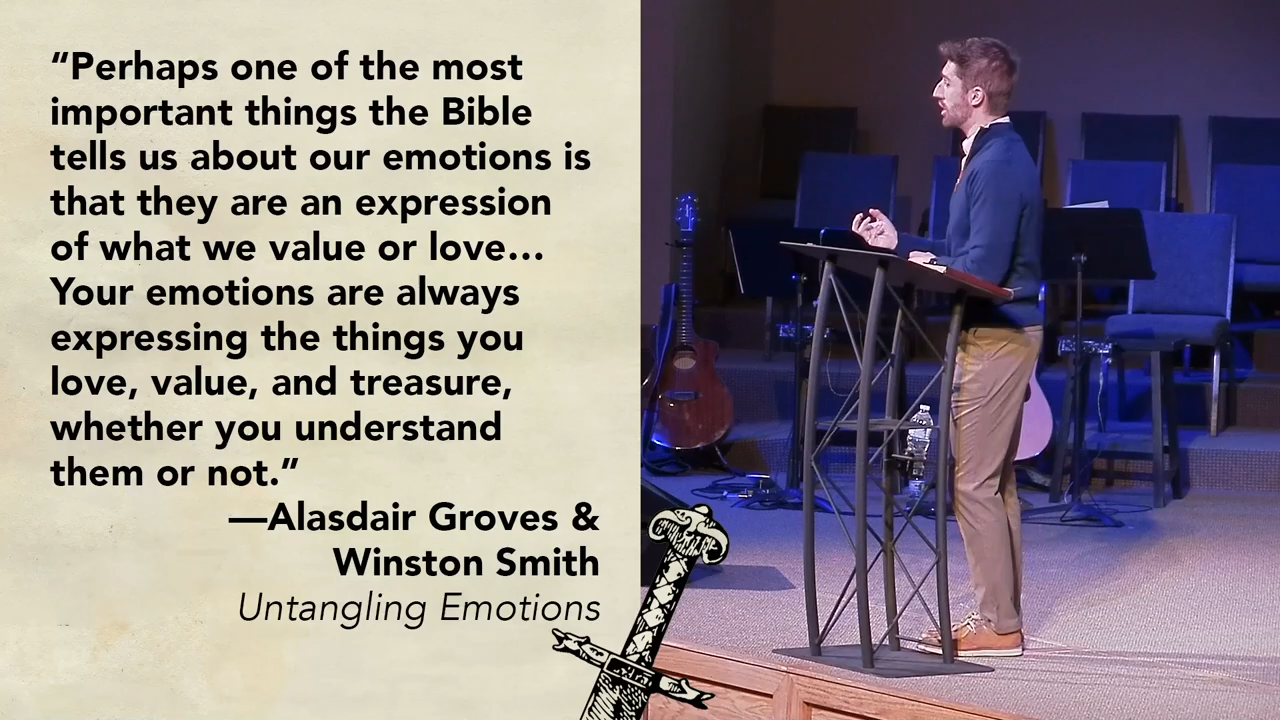 “Perhaps one of the most
important things the Bible
tells us about our emotions is
that they are an expression
of what we value or love...
Your emotions are always
expressing the things you
love, value, and treasure,
whether you understand
them or not.”
—Alasdair Groves &
Winston Smith
Untangling Emotions